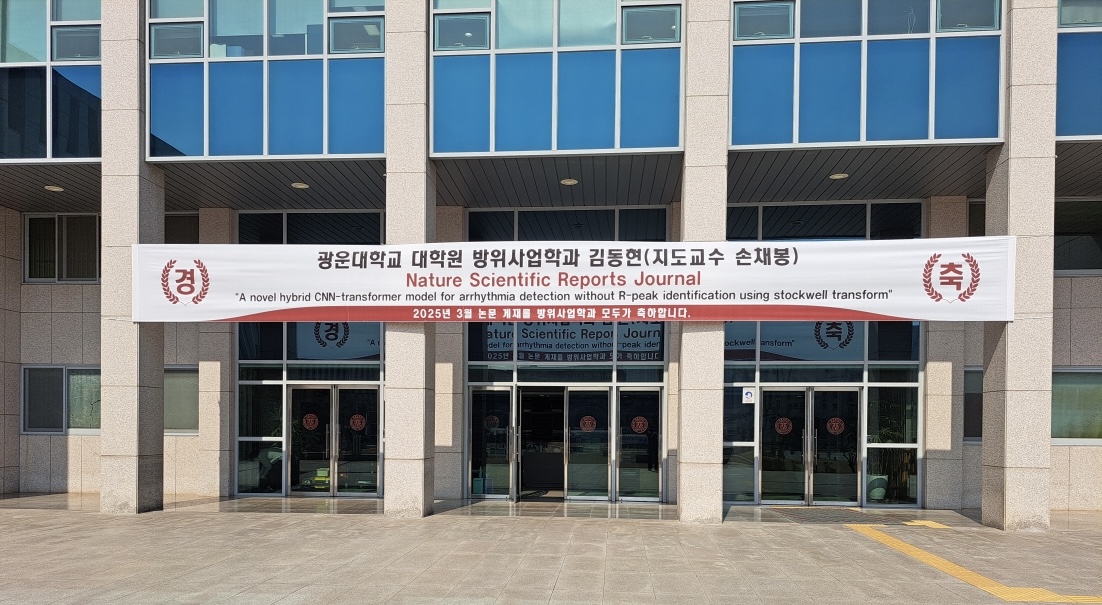 경
광운대학교 대학원 방위사업학과 김동현(지도교수 손채봉)
Nature Scientific Reports Journal
"A novel hybrid CNN-transformer model for arrhythmia detection without R-peak identification using stockwell transform"
2025년 3월 논문 게재를 방위사업학과 모두가 축하합니다.
축